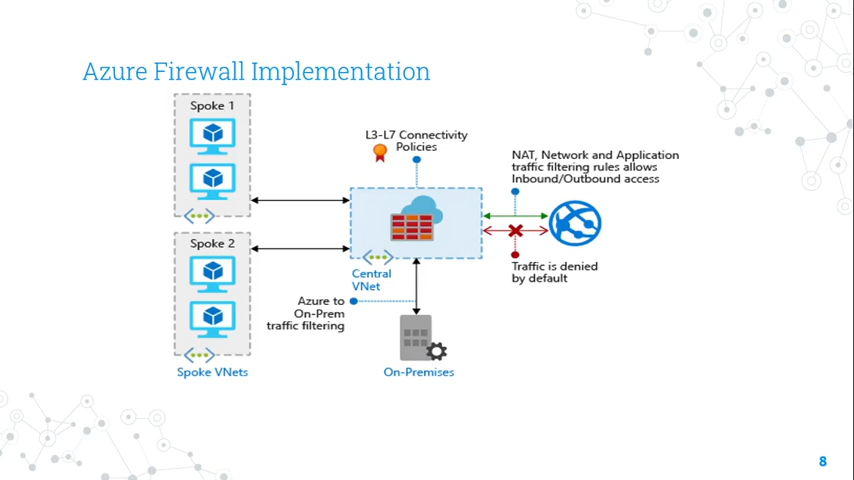 Azure Firewall Implementation
Spoke 1
L3-L7 Connectivity
Policies
NAT, Network and Application
traffic filtering rules allows
Inbound/Outbound access
Spoke 2
Central
VNet
Traffic is denied
by default
Azure to
On-Prem
traffic filtering
Spoke VNets
On-Premises
8